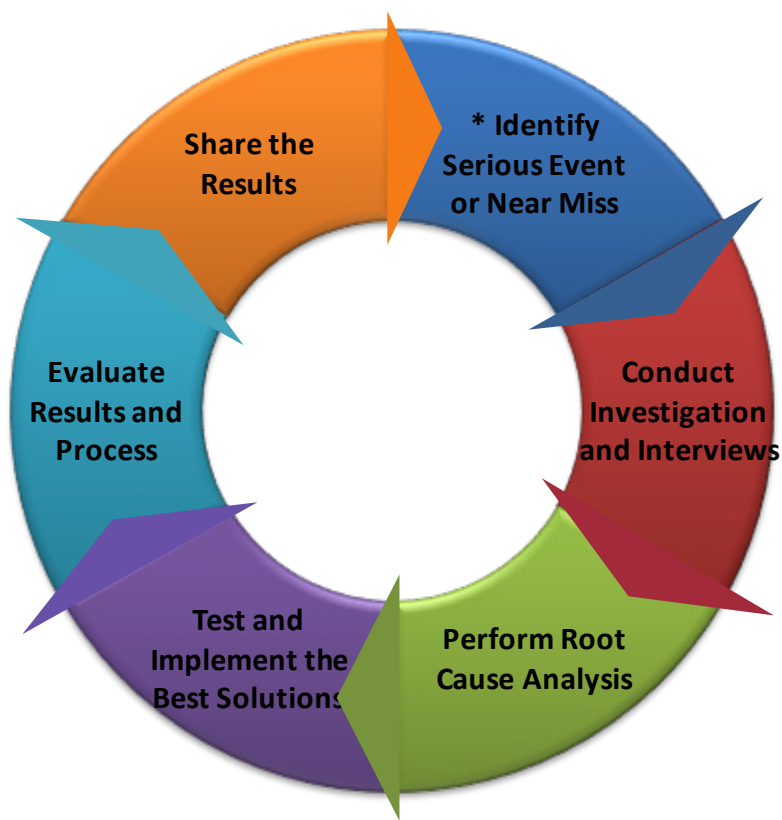 * Identify
Serious Event
or Near Miss
Conduct
Investigation
and Interviews
Perform Root
Cause Analysis
Test and
Implement the
Best Solutions
Evaluate
Results and
Process
Share the
Results